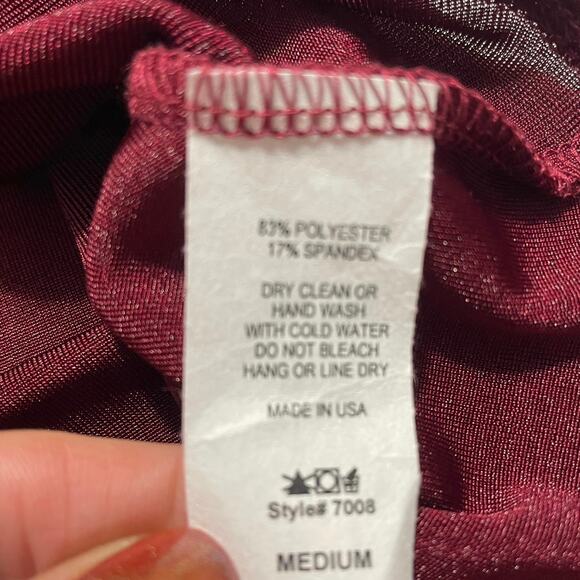 83% POLYESTER
17% SPANDEX
DRY CLEAN OR
HAND WASH
WITH COLD WATER
DO NOT BLEACH
HANG OR LINE DRY
MADE IN USA
Style# 7008
MEDIUM